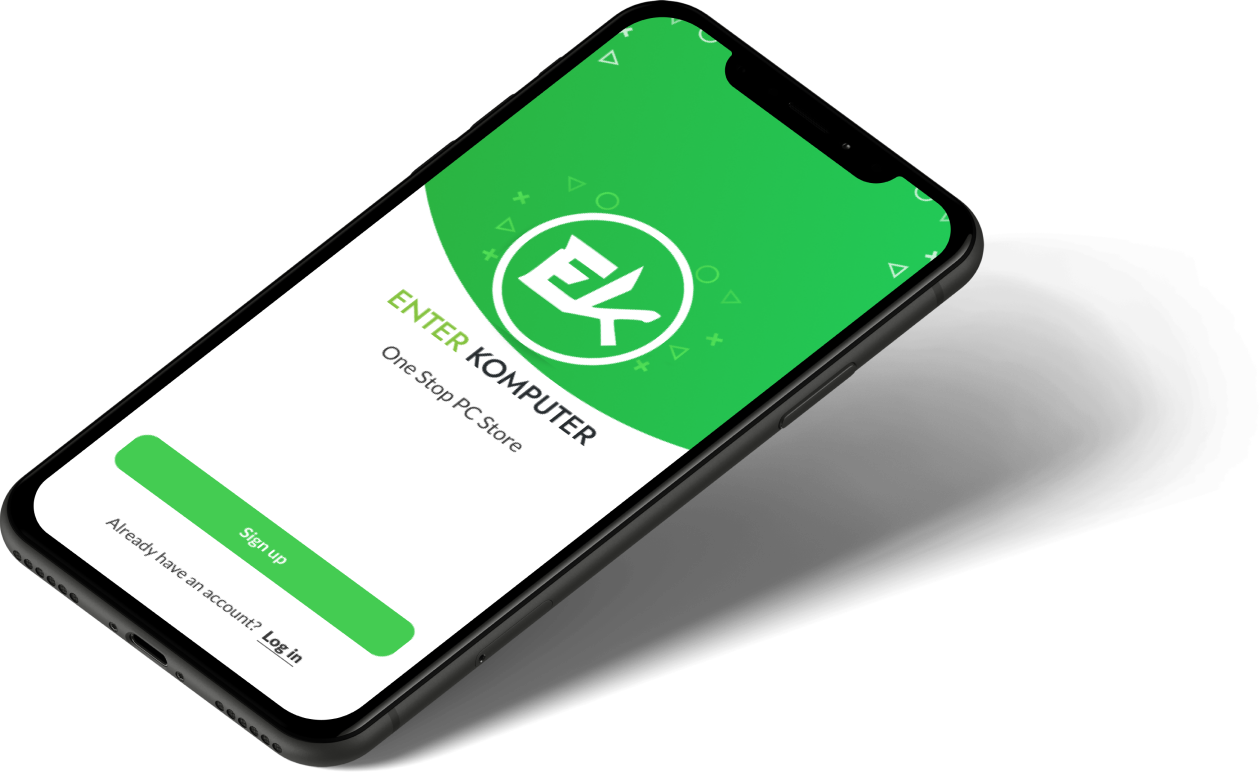 EK
ENTER KOMPUTER
One Stop PC Store
Sign up
Already have an account? Log in